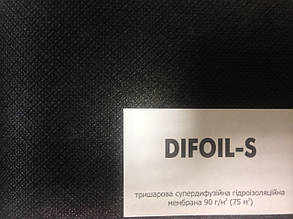 DIFOIL-S
тришарова супердифузійна гідроізоляційна
мембрана 90 г/м² (75 м²)